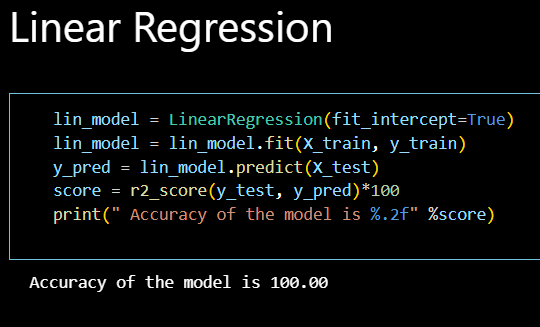 Linear Regression
lin_model = LinearRegression(fit_intercept=True)
lin_model = lin_model.fit(X_train, y_train)
y_pred = lin_model.predict(X_test)
score = r2_score(y_test, y_pred)*100
print(" Accuracy of the model is %.2f" %score)
Accuracy of the model is 100.00